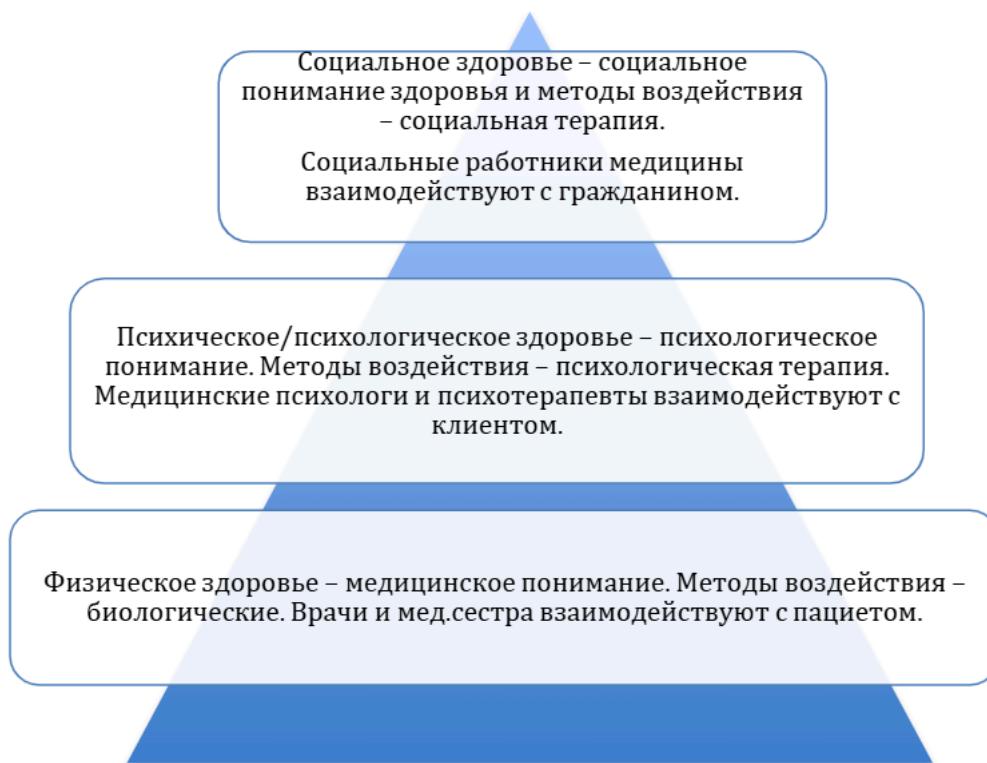 Социальное здоровье – социальное
понимание здоровья и методы воздействия
– социальная терапия.
Социальные работники медицины
взаимодействуют с гражданином.
Психическое/психологическое здоровье – психологическое
понимание. Методы воздействия – психологическая терапия.
Медицинские психологи и психотерапевты взаимодействуют с
клиентом.
Физическое здоровье – медицинское понимание. Методы воздействия –
биологические. Врачи и мед.сестра взаимодействуют с пациетом.